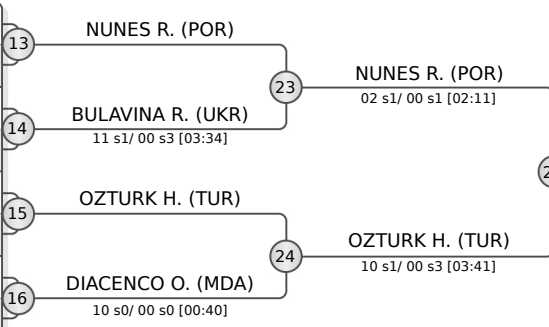 NUNES R. (POR)
13
23
NUNES R. (POR)
02 s1/ 00 s1 [02:11]
14
BULAVINA R. (UKR)
11 s1/ 00 s3 [03:34]
OZTURK H. (TUR)
15
24
OZTURK H. (TUR)
10 s1/ 00 s3 [03:41]
16
DIACENCO O. (MDA)
10 s0/ 00 s0 [00:40]